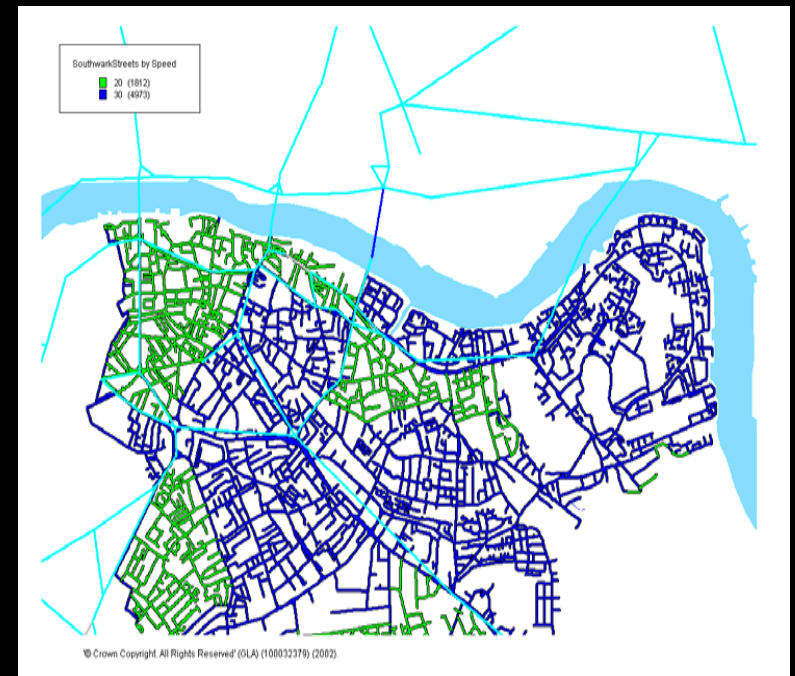 SouthwarkStreets by Speed
20 (1812)
30 (4973)
'© Crown Copyright. All Rights Reserved' (GLA) (100032379) (2002).